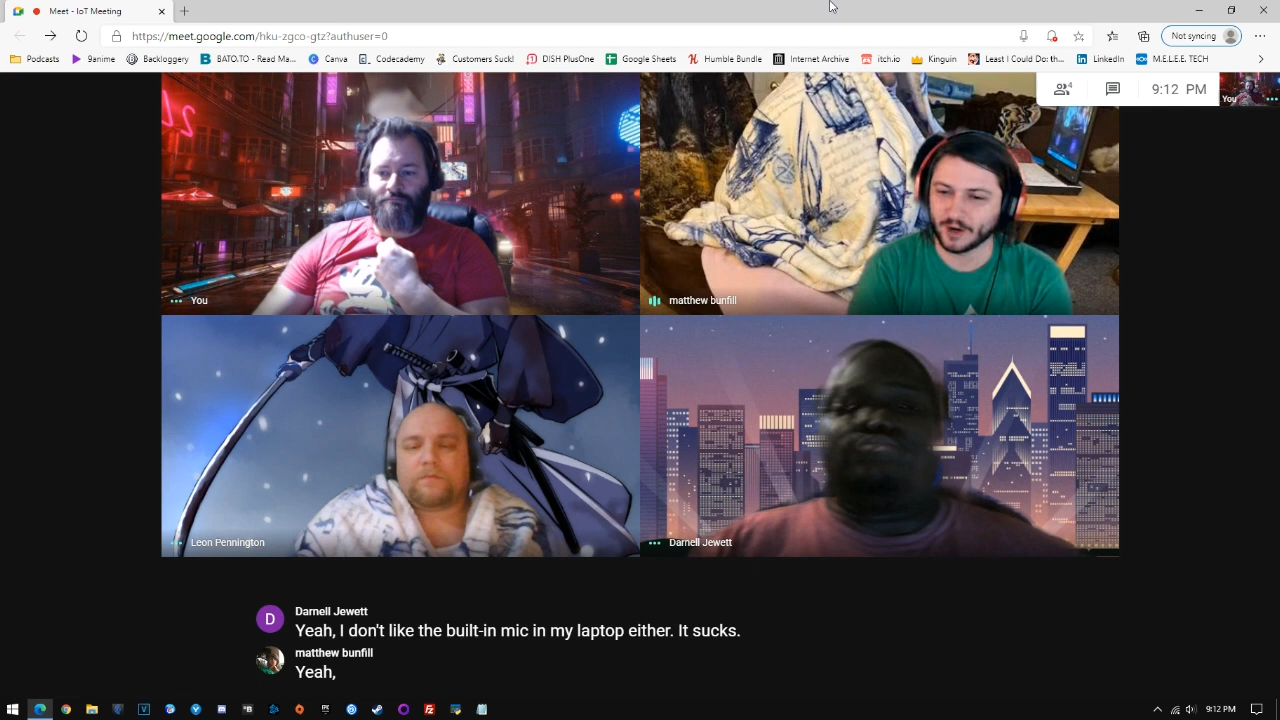 Meet - IoT Meeting
https://meet.google.com/hku-zgco-gtz?authuser=0
Not syncing
Podcasts
9anime
Backloggery
BATO.TO - Read Ma...
Canva
Codecademy
Customers Suck!
DISH PlusOne
Google Sheets
Humble Bundle
Internet Archive
itch.io
Kinguin
Least I Could Do: th...
LinkedIn
M.E.L.E.E. TECH
4
9:12 PM
You
You
matthew bunfill
Leon Pennington
Darnell Jewett
D
Darnell Jewett
Yeah, I don't like the built-in mic in my laptop either. It sucks.
matthew bunfill
Yeah,
9:12 PM